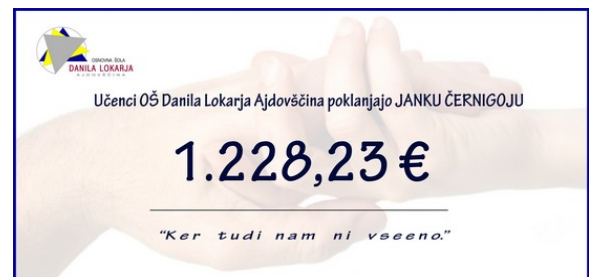 OSNOVNA ŠOLA
DANILA LOKARJA
AJDOVŠČINA
Učenci OŠ Danila Lokarja Ajdovščina poklanjajo JANKU ČERNIGOJU
1.228,23 €
"Ker tudi nam ni vseeno."